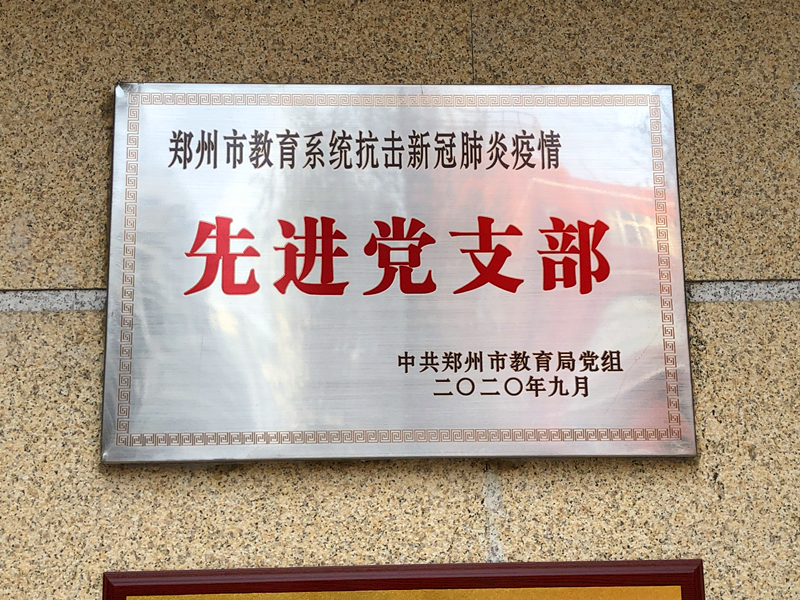 郑州市教育系统抗击新冠肺炎疫情
先进党支部
中共郑州市教育局党组
二〇二〇年九月